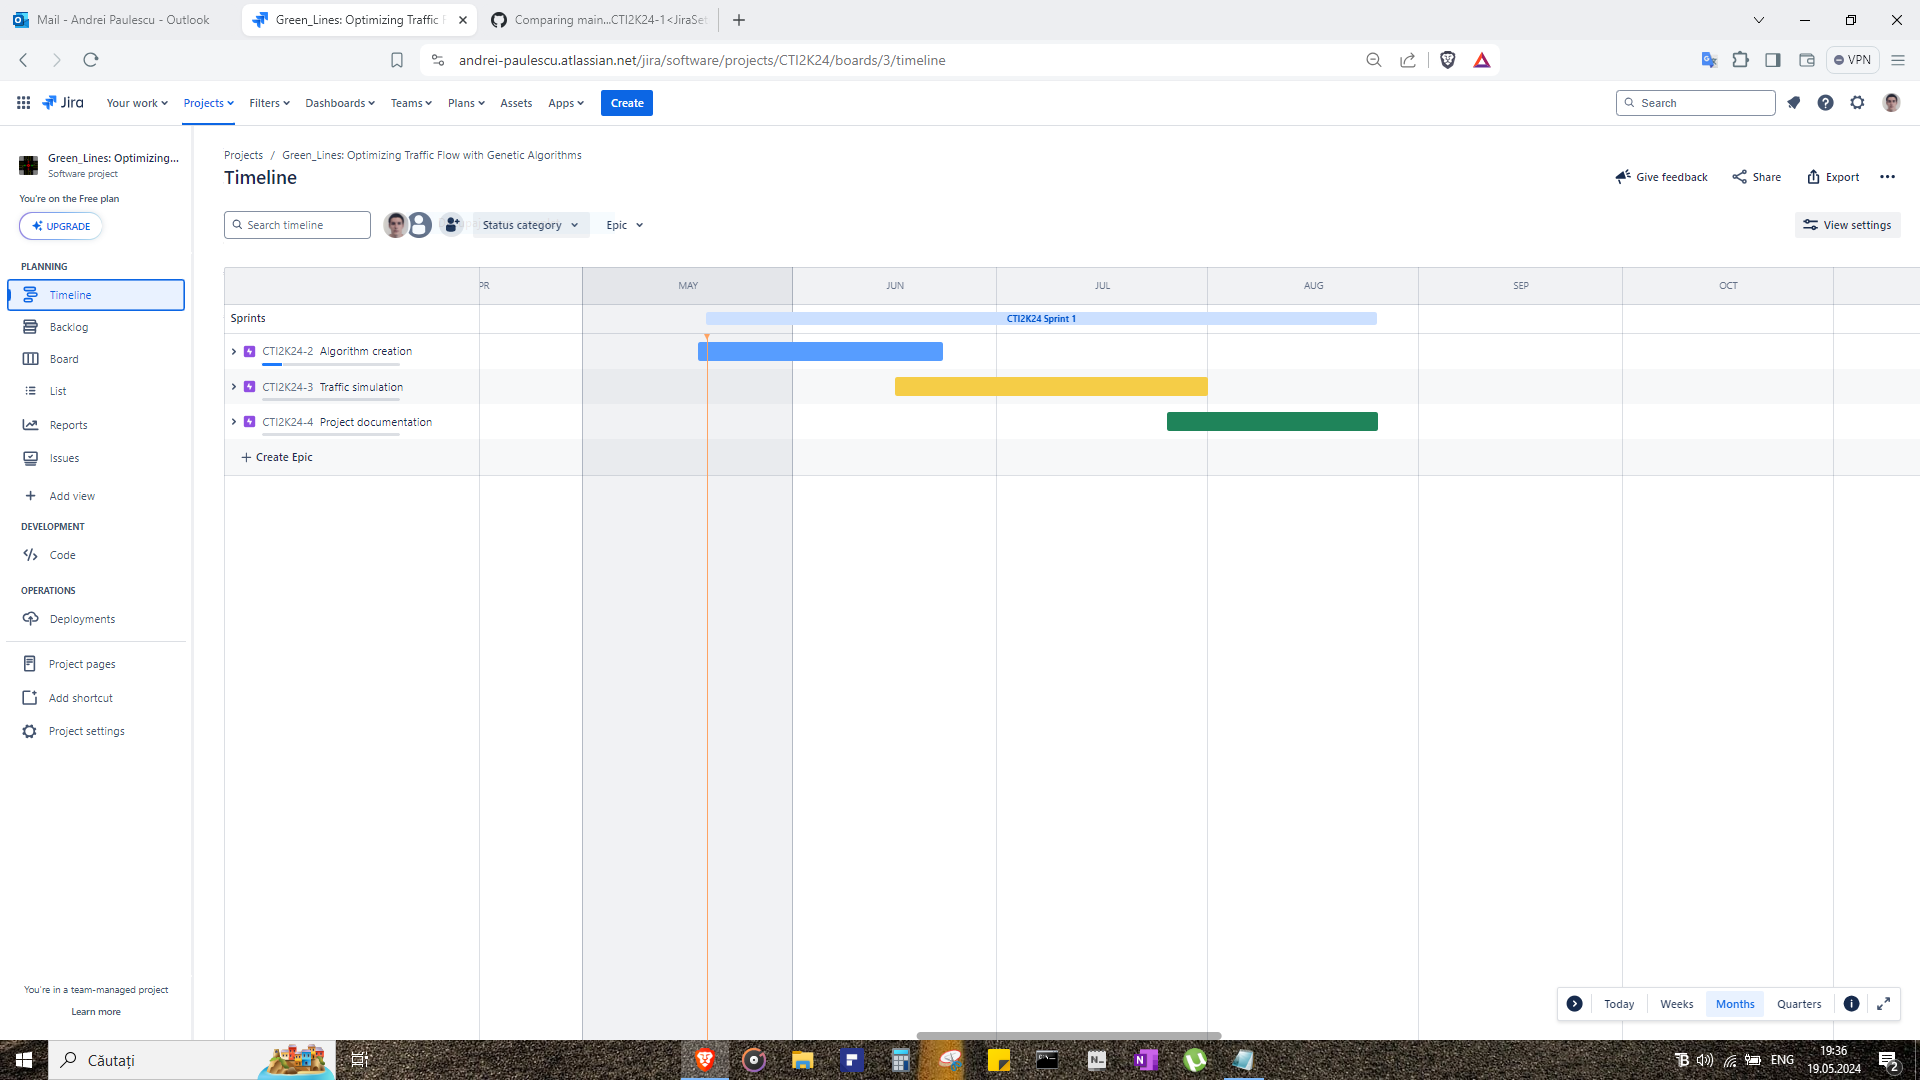 Mail - Andrei Paulescu - Outlook
Green_Lines: Optimizing Traffic F
Comparing main...CTI2K24-1<JiraSet
andrei-paulescu.atlassian.net/jira/software/projects/CTI2K24/boards/3/timeline
VPN
Jira
Your work
Projects
Filters
Dashboards
Teams
Plans
Assets
Apps
Create
Search
Green_Lines: Optimizing...
Software project
You're on the Free plan
UPGRADE
PLANNING
Timeline
Backlog
Board
List
Reports
Issues
Add view
DEVELOPMENT
Code
OPERATIONS
Deployments
Project pages
Add shortcut
Project settings
You're in a team-managed project
Learn more
Projects / Green_Lines: Optimizing Traffic Flow with Genetic Algorithms
Timeline
Give feedback
Share
Export
Search timeline
Status category
Epic
View settings
PR
MAY
JUN
JUL
AUG
SEP
OCT
Sprints
CTI2K24 Sprint 1
CTI2K24-2 Algorithm creation
CTI2K24-3 Traffic simulation
CTI2K24-4 Project documentation
+ Create Epic
Today
Weeks
Months
Quarters
Căutați
ENG
19:36
19.05.2024
2